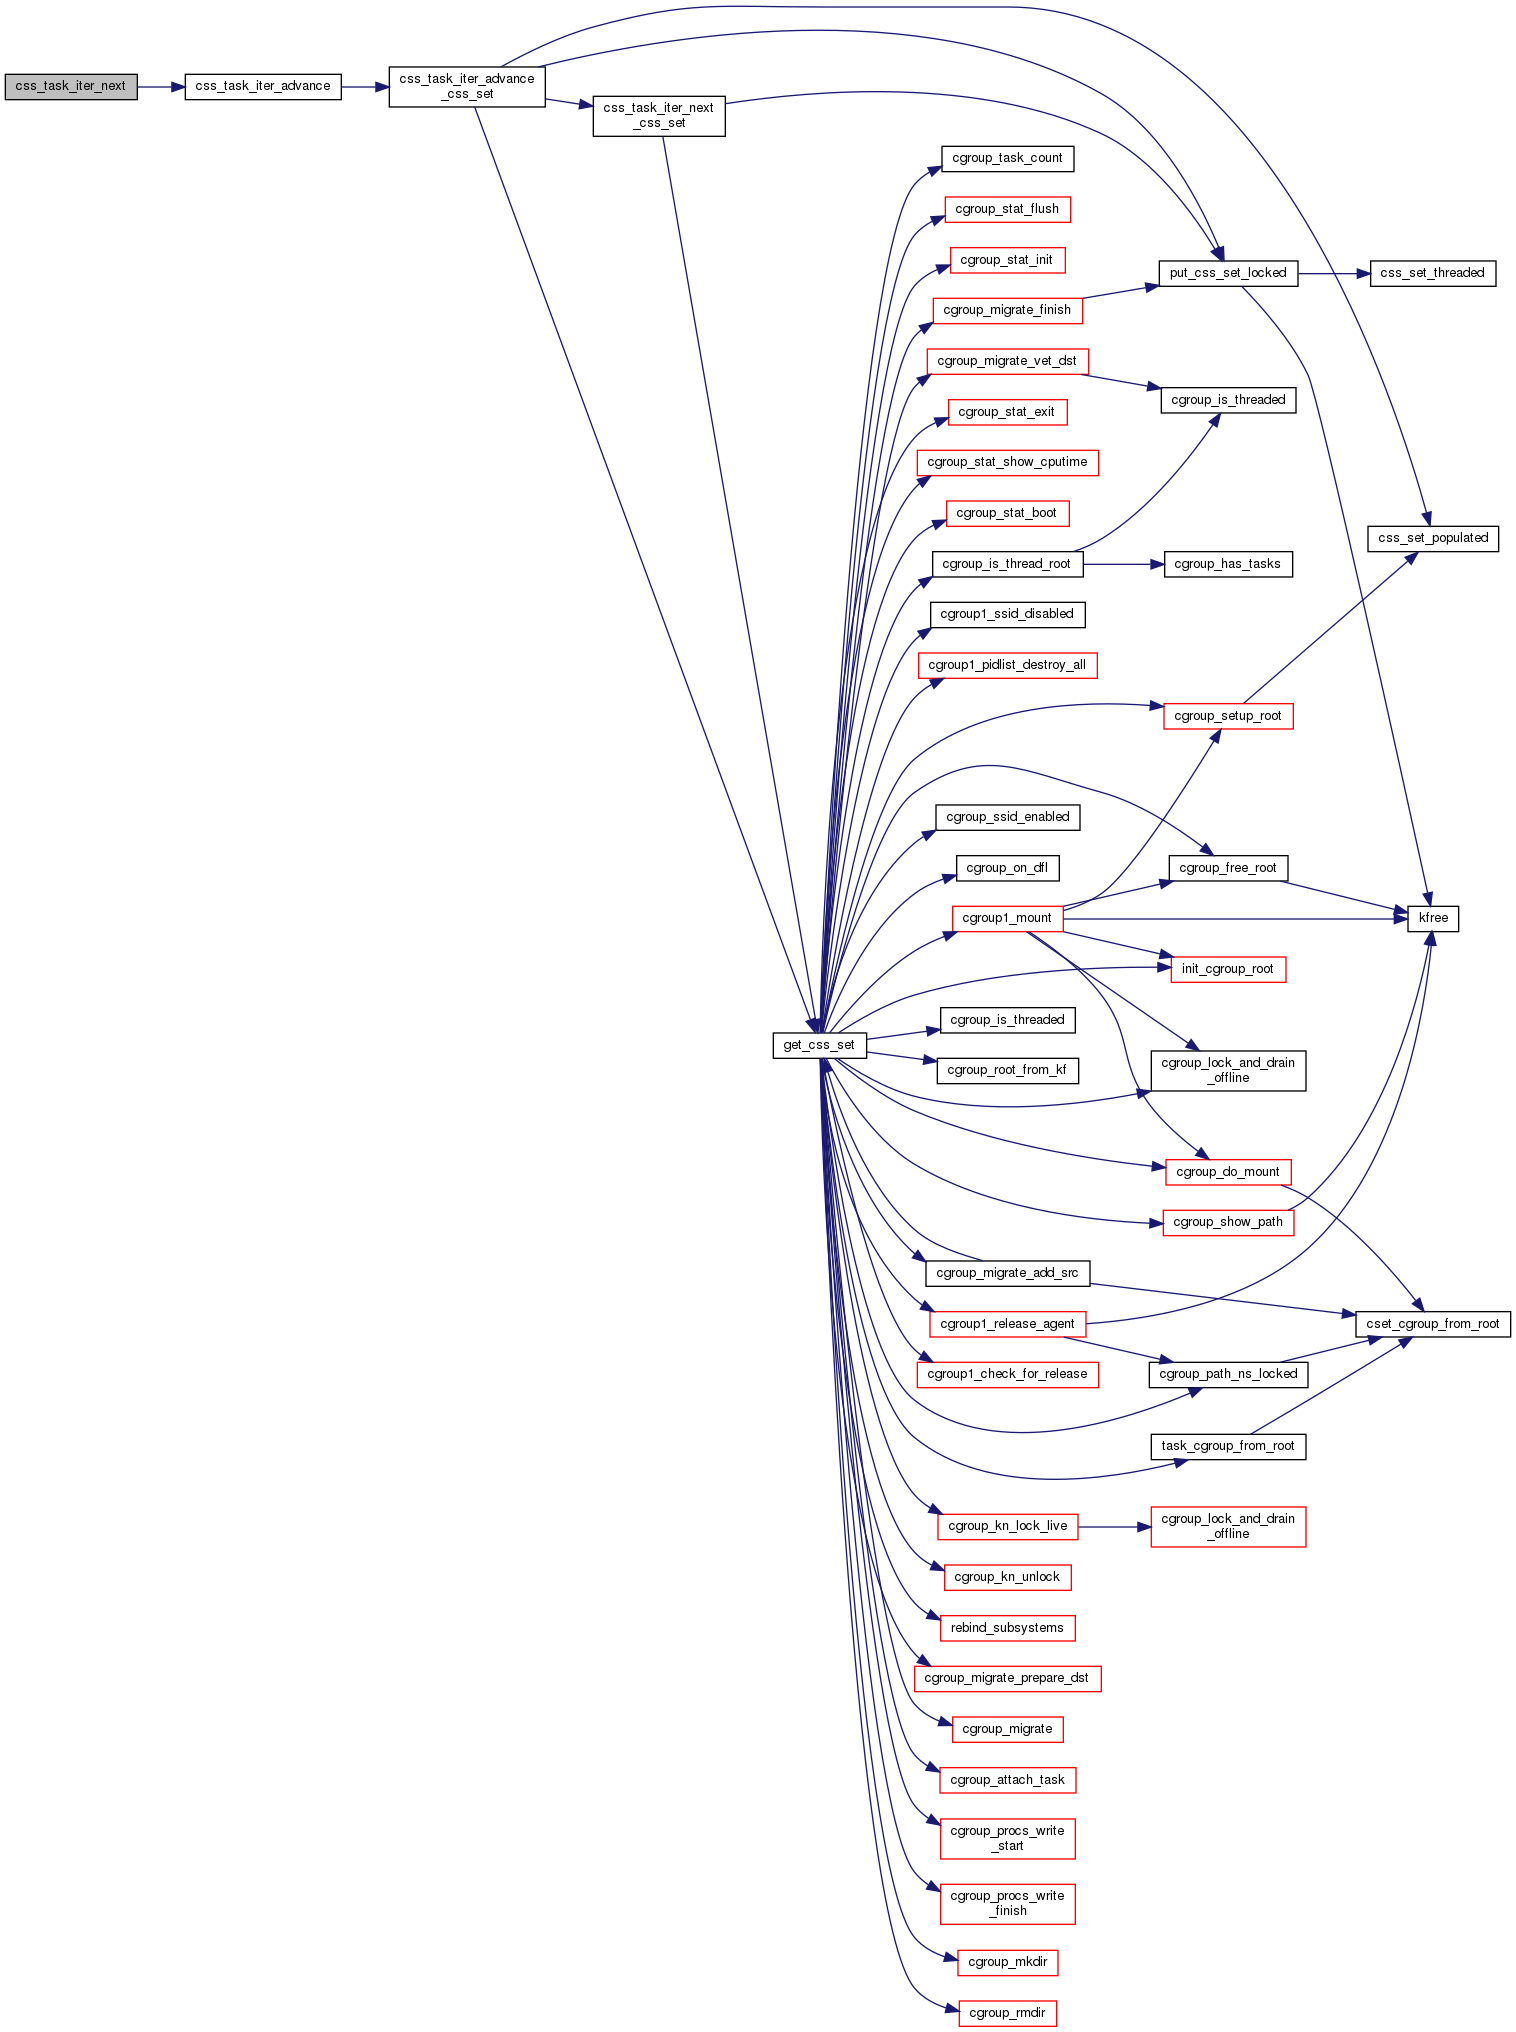 css_task_iter_next
css_task_iter_advance
css_task_iter_advance
_css_set
css_task_iter_next
_css_set
cgroup_task_count
cgroup_stat_flush
cgroup_stat_init
put_css_set_locked
css_set_threaded
cgroup_migrate_finish
cgroup_migrate_vet_dst
cgroup_is_threaded
cgroup_stat_exit
cgroup_stat_show_cputime
cgroup_stat_boot
css_set_populated
cgroup_is_thread_root
cgroup_has_tasks
cgroup1_ssid_disabled
cgroup1_pidlist_destroy_all
cgroup_setup_root
cgroup_ssid_enabled
cgroup_on_dfl
cgroup_free_root
cgroup1_mount
kfree
init_cgroup_root
cgroup_is_threaded
get_css_set
cgroup_root_from_kf
cgroup_lock_and_drain
_offline
cgroup_do_mount
cgroup_show_path
cgroup_migrate_add_src
cgroup1_release_agent
cset_cgroup_from_root
cgroup1_check_for_release
cgroup_path_ns_locked
task_cgroup_from_root
cgroup_kn_lock_live
cgroup_lock_and_drain
_offline
cgroup_kn_unlock
rebind_subsystems
cgroup_migrate_prepare_dst
cgroup_migrate
cgroup_attach_task
cgroup_procs_write
_start
cgroup_procs_write
_finish
cgroup_mkdir
cgroup_rmdir